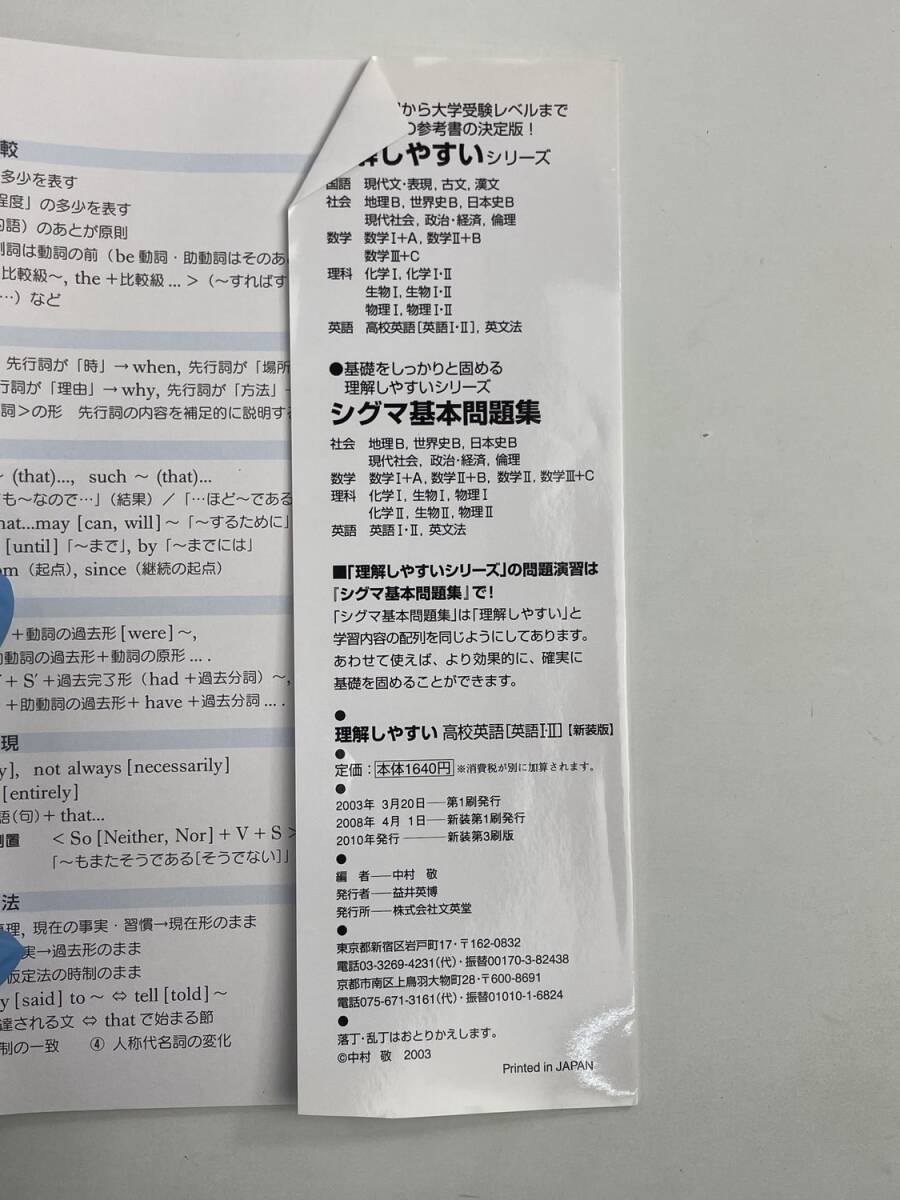 較
多少を表す
程度」の多少を表す
語）のあとが原則
詞は動詞の前（be動詞・助動詞はそのあ
比較級～, the＋比較級…>（～すればす
…）など
先行詞が「時」→when, 先行詞が「場所
行詞が「理由」→why, 先行詞が「方法」
詞>の形 先行詞の内容を補足的に説明する
～ (that)..., such ～ (that)...
も～なので…」（結果）／「…ほど～である
hat...may [can, will] ～「～するために」
[until]「～まで」, by「～までには」
om（起点）, since（継続の起点）
＋動詞の過去形[were]～,
助動詞の過去形＋動詞の原形….
＋S′＋過去完了形（had＋過去分詞）～,
＋助動詞の過去形＋have＋過去分詞….
現
y], not always [necessarily]
[entirely]
語(句)＋that...
倒置 < So [Neither, Nor]＋V＋S >
「～もまたそうである[そうでない]」
法
理, 現在の事実・習慣→現在形のまま
実→過去形のまま
仮定法の時制のまま
y [said] to ～ ⇔ tell [told] ～
達される文 ⇔ thatで始まる節
制の一致 ④ 人称代名詞の変化
から大学受験レベルまで
の参考書の決定版！
解しやすいシリーズ
国語 現代文・表現, 古文, 漢文
社会 地理B, 世界史B, 日本史B
現代社会, 政治・経済, 倫理
数学 数学Ⅰ+A, 数学Ⅱ+B
数学Ⅲ+C
理科 化学Ⅰ, 化学Ⅰ・Ⅱ
生物Ⅰ, 生物Ⅰ・Ⅱ
物理Ⅰ, 物理Ⅰ・Ⅱ
英語 高校英語[英語Ⅰ・Ⅱ], 英文法
●基礎をしっかりと固める
理解しやすいシリーズ
シグマ基本問題集
社会 地理B, 世界史B, 日本史B
現代社会, 政治・経済, 倫理
数学 数学Ⅰ+A, 数学Ⅱ+B, 数学Ⅱ, 数学Ⅲ+C
理科 化学Ⅰ, 生物Ⅰ, 物理Ⅰ
化学Ⅱ, 生物Ⅱ, 物理Ⅱ
英語 英語Ⅰ・Ⅱ, 英文法
■「理解しやすいシリーズ」の問題演習は
『シグマ基本問題集』で！
「シグマ基本問題集」は「理解しやすい」と
学習内容の配列を同じようにしてあります。
あわせて使えば、より効果的に、確実に
基礎を固めることができます。
●
理解しやすい 高校英語[英語Ⅰ・Ⅱ]【新装版】
●
定価：本体1640円 ※消費税が別に加算されます。
●
2003年 3月20日──第1刷発行
2008年 4月 1日──新装第1刷発行
2010年発行────新装第3刷版
●
編 者──中村 敬
発行者──益井英博
発行所──株式会社文英堂
●
東京都新宿区岩戸町17・〒162-0832
電話03-3269-4231(代)・振替00170-3-82438
京都市南区上鳥羽大物町28・〒600-8691
電話075-671-3161(代)・振替01010-1-6824
●
落丁・乱丁はおとりかえします。
©中村 敬 2003
Printed in JAPAN